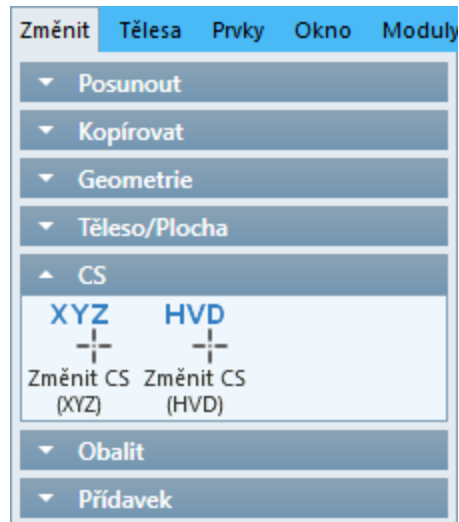 Změnit Tělesa Prvky Okno Moduly
Posunout
Kopírovat
Geometrie
Těleso/Plocha
CS
XYZ HVD
Změnit CS Změnit CS
(XYZ) (HVD)
Obalit
Přídavek